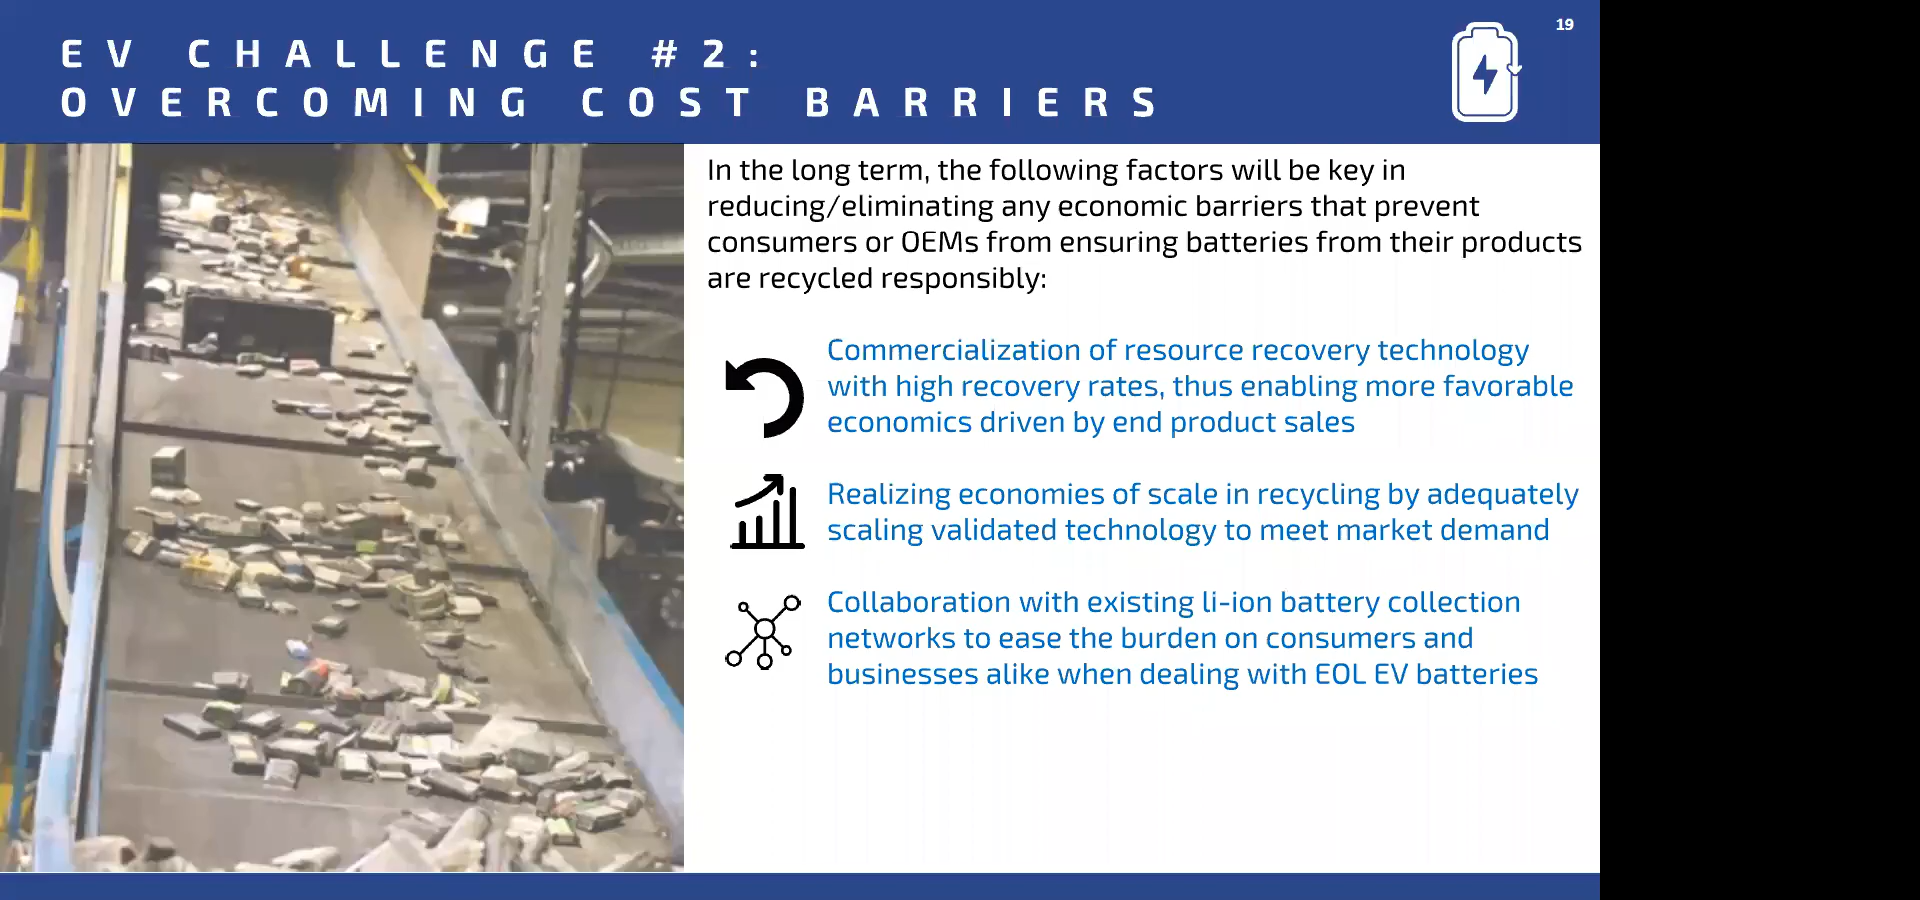 19
EV CHALLENGE #2:
OVERCOMING COST BARRIERS
In the long term, the following factors will be key in
reducing/eliminating any economic barriers that prevent
consumers or OEMs from ensuring batteries from their products
are recycled responsibly:
Commercialization of resource recovery technology
with high recovery rates, thus enabling more favorable
economics driven by end product sales
Realizing economies of scale in recycling by adequately
scaling validated technology to meet market demand
Collaboration with existing li-ion battery collection
networks to ease the burden on consumers and
businesses alike when dealing with EOL EV batteries